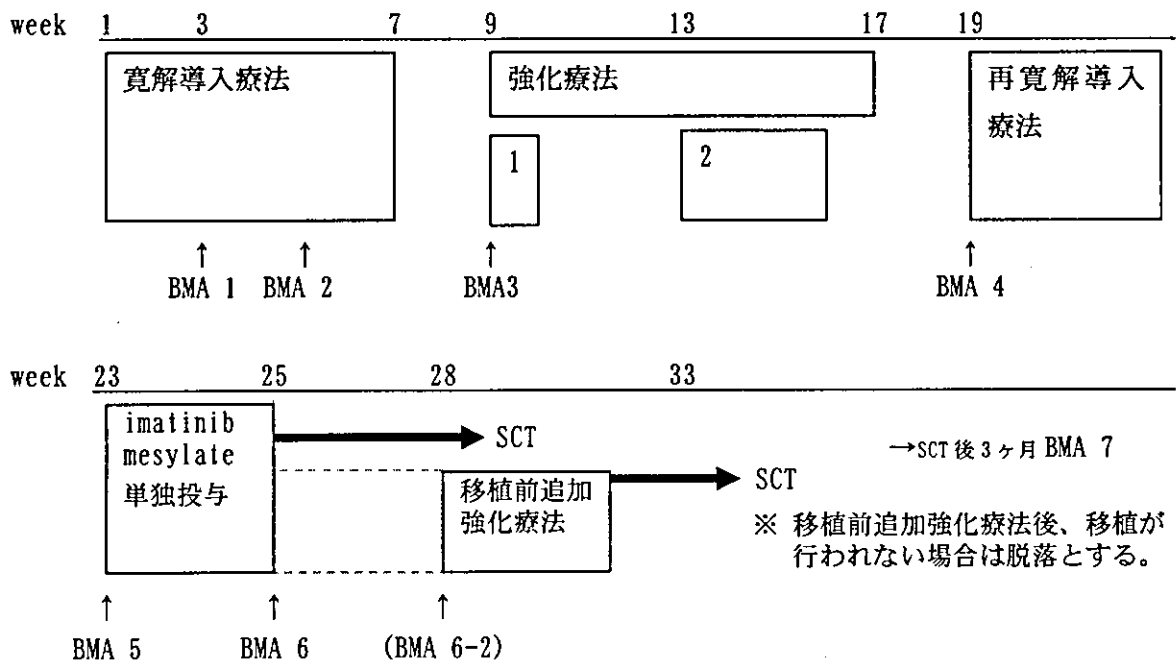 week 1 3 7 9 13 17 19
寛解導入療法 強化療法 再寛解導入
療法
1 2
↑ ↑ ↑ ↑
BMA 1 BMA 2 BMA3 BMA 4
week 23 25 28 33
imatinib
mesylate
単独投与
SCT
移植前追加
強化療法
SCT
→SCT後3ヶ月 BMA 7
※ 移植前追加強化療法後、移植が
行われない場合は脱落とする。
↑ ↑ ↑
BMA 5 BMA 6 (BMA 6-2)